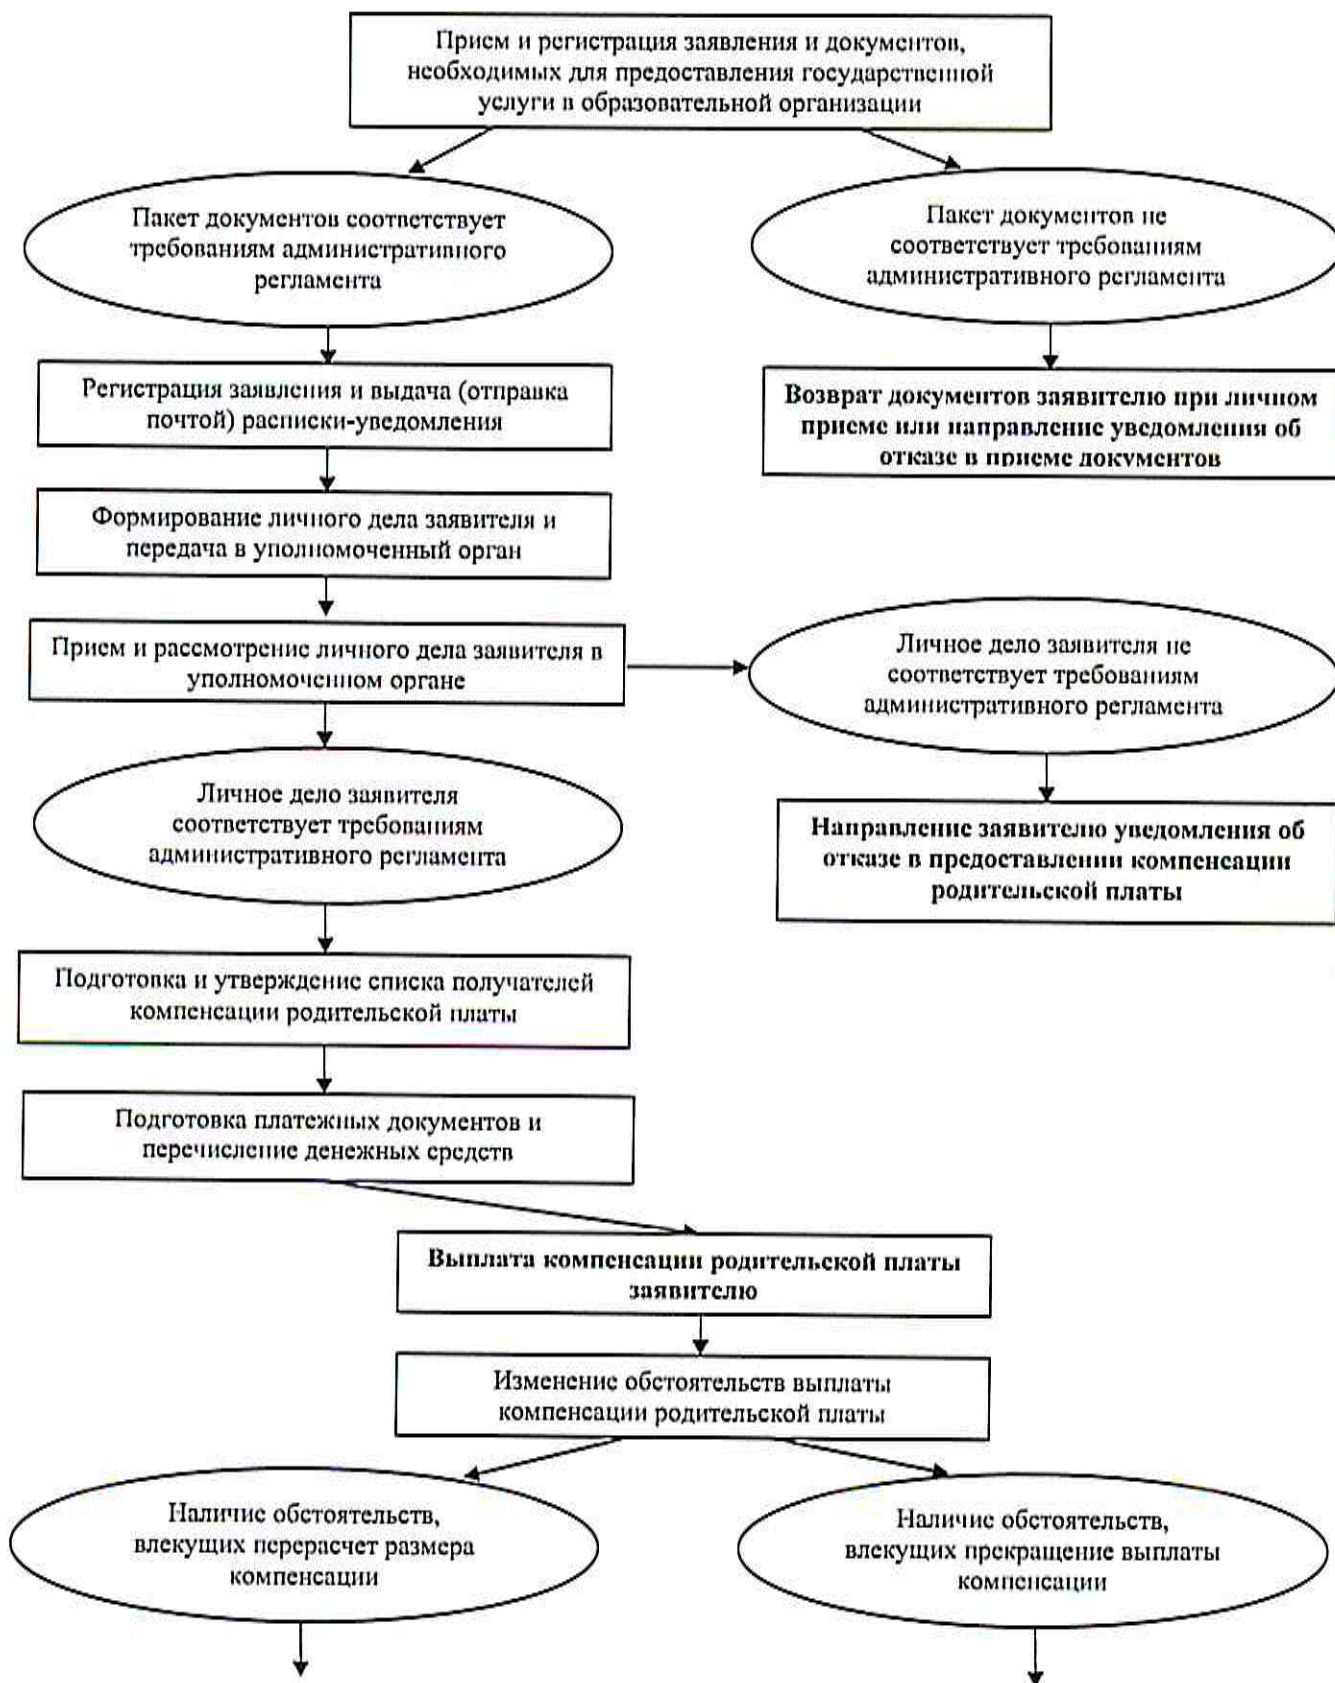 Прием и регистрация заявления и документов,
необходимых для предоставления государственной
услуги в образовательной организации
Пакет документов соответствует
требованиям административного
регламента
Пакет документов не
соответствует требованиям
административного регламента
Регистрация заявления и выдача (отправка
почтой) расписки-уведомления
Возврат документов заявителю при личном
приеме или направление уведомления об
отказе в приеме документов
Формирование личного дела заявителя и
передача в уполномоченный орган
Прием и рассмотрение личного дела заявителя в
уполномоченном органе
Личное дело заявителя не
соответствует требованиям
административного регламента
Личное дело заявителя
соответствует требованиям
административного регламента
Направление заявителю уведомления об
отказе в предоставлении компенсации
родительской платы
Подготовка и утверждение списка получателей
компенсации родительской платы
Подготовка платежных документов и
перечисление денежных средств
Выплата компенсации родительской платы
заявителю
Изменение обстоятельств выплаты
компенсации родительской платы
Наличие обстоятельств,
влекущих перерасчет размера
компенсации
Наличие обстоятельств,
влекущих прекращение выплаты
компенсации